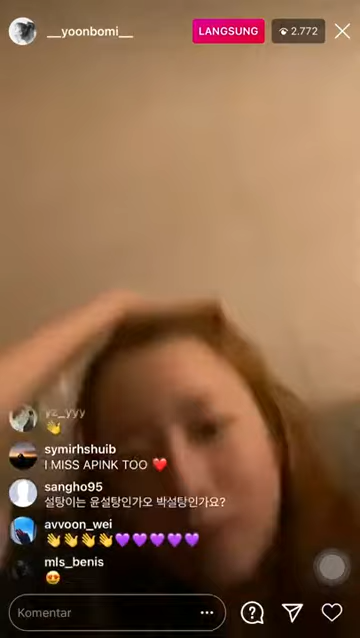 __yoonbomi__
LANGSUNG
2.772
yz_yyy
👋
symirhshuib
I MISS APINK TOO ❤️
sangho95
설탕이는 윤설탕인가오 박설탕인가요?
avvoon_wei
👋👋👋👋💜💜💜💜💜
mls_benis
😍
Komentar